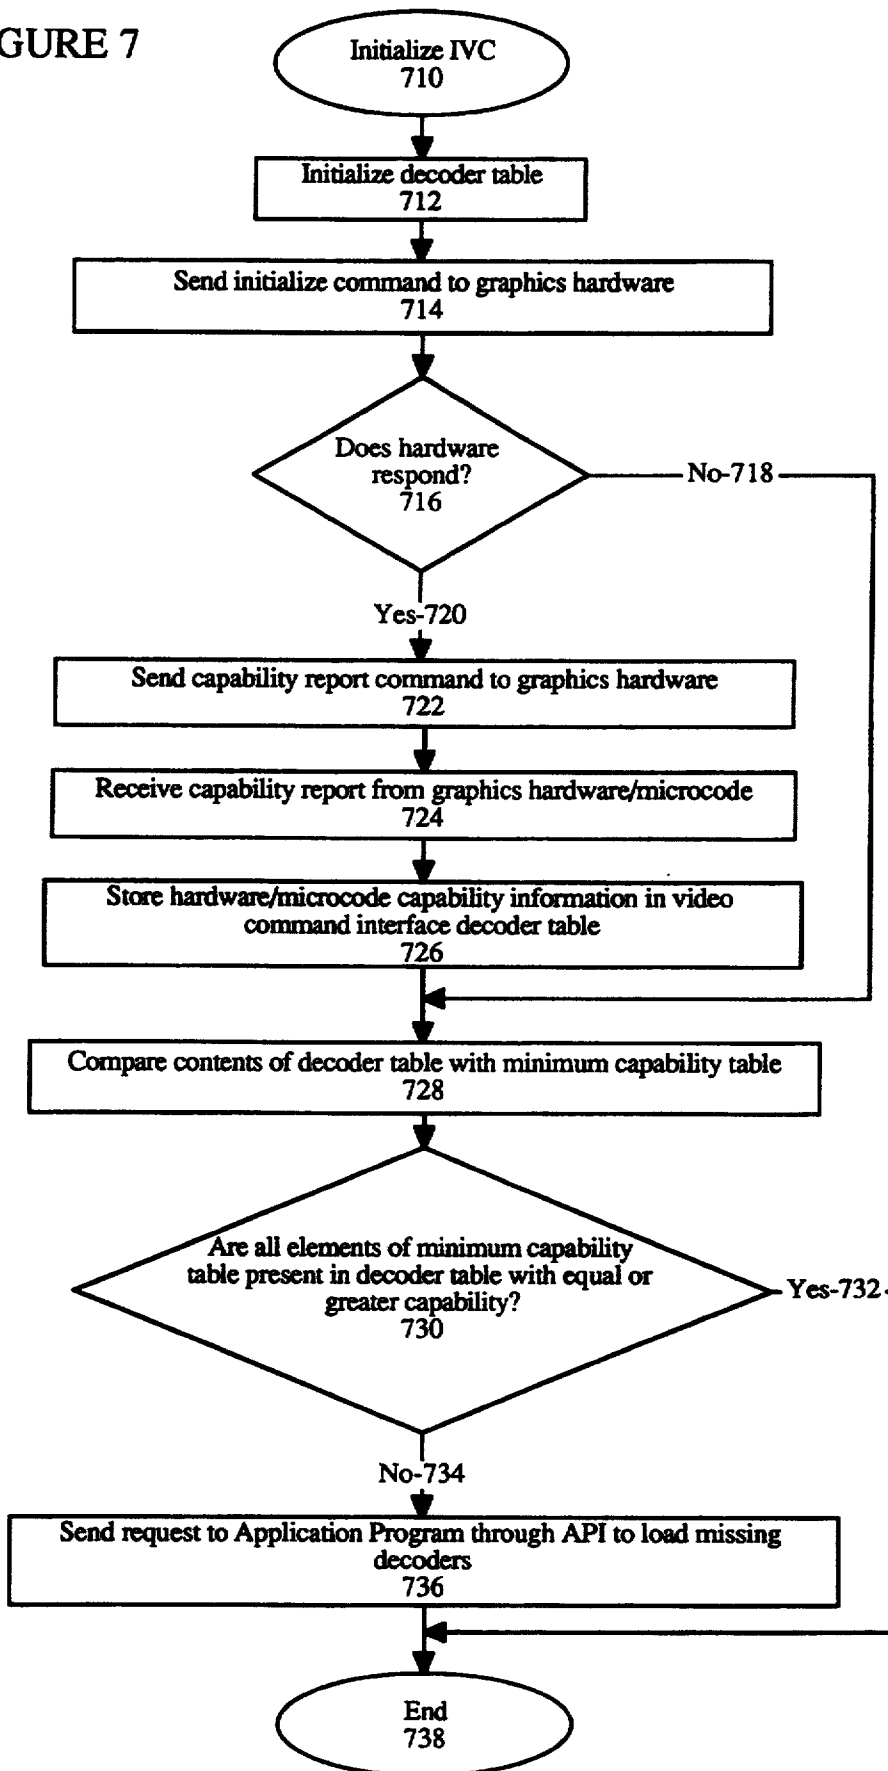 GURE 7
Initialize IVC
710
Initialize decoder table
712
Send initialize command to graphics hardware
714
Does hardware
respond?
716
No-718
Yes-720
Send capability report command to graphics hardware
722
Receive capability report from graphics hardware/microcode
724
Store hardware/microcode capability information in video
command interface decoder table
726
Compare contents of decoder table with minimum capability table
728
Are all elements of minimum capability
table present in decoder table with equal or
greater capability?
730
Yes-732
No-734
Send request to Application Program through API to load missing
decoders
736
End
738